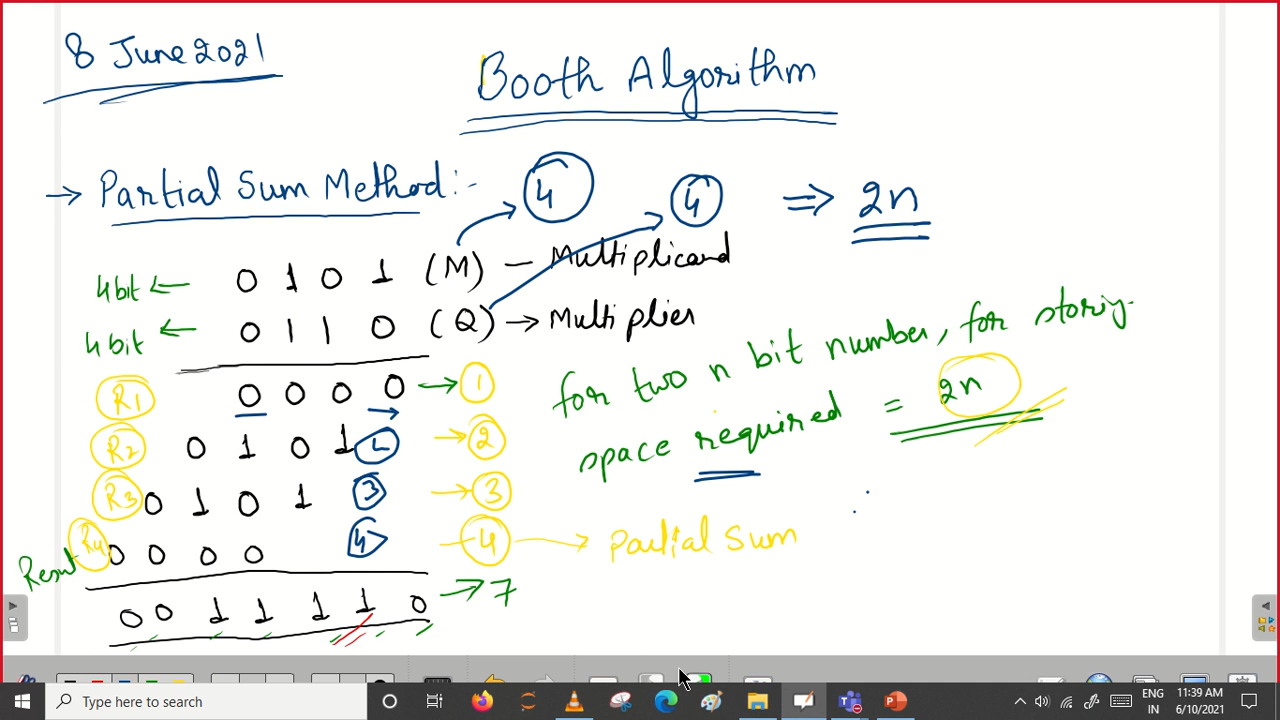 8 June 2021
Booth Algorithm
→ Partial Sum Method:-
4 4 ⇒ 2n
4bit ← 0 1 0 1 (M) – Multiplicand
4bit ← 0 1 1 0 (Q) → Multiplier
for two n bit number, for storing
space required = 2n
R1 0 0 0 0 → 1
R2 0 1 0 1 → 2
R3 0 1 0 1 3 → 3
R4 0 0 0 0 4 – 4 → Partial Sum
Result 0 0 1 1 1 1 0 → 7
Type here to search
ENG
IN
11:39 AM
6/10/2021